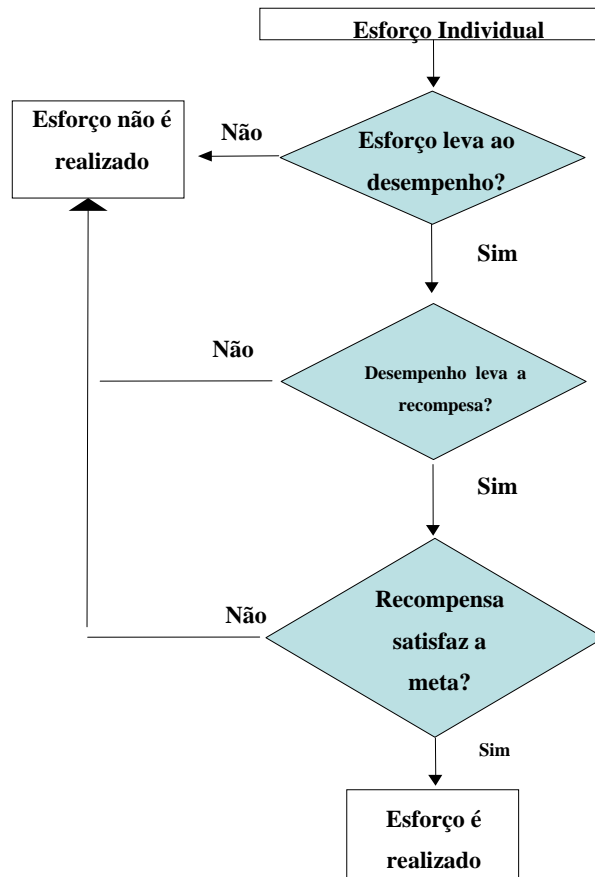 Esforço Individual
Esforço não é
realizado
Não
Esforço leva ao
desempenho?
Sim
Não
Desempenho leva a
recompesa?
Sim
Não
Recompensa
satisfaz a
meta?
Sim
Esforço é
realizado